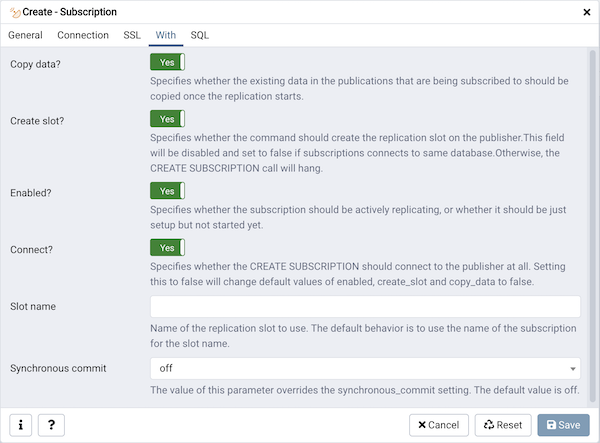 Create - Subscription
General Connection SSL With SQL
Copy data? Yes
Specifies whether the existing data in the publications that are being subscribed to should be
copied once the replication starts.
Create slot? Yes
Specifies whether the command should create the replication slot on the publisher.This field
will be disabled and set to false if subscriptions connects to same database.Otherwise, the
CREATE SUBSCRIPTION call will hang.
Enabled? Yes
Specifies whether the subscription should be actively replicating, or whether it should be just
setup but not started yet.
Connect? Yes
Specifies whether the CREATE SUBSCRIPTION should connect to the publisher at all. Setting
this to false will change default values of enabled, create_slot and copy_data to false.
Slot name
Name of the replication slot to use. The default behavior is to use the name of the subscription
for the slot name.
Synchronous commit off
The value of this parameter overrides the synchronous_commit setting. The default value is off.
i ? Cancel Reset Save